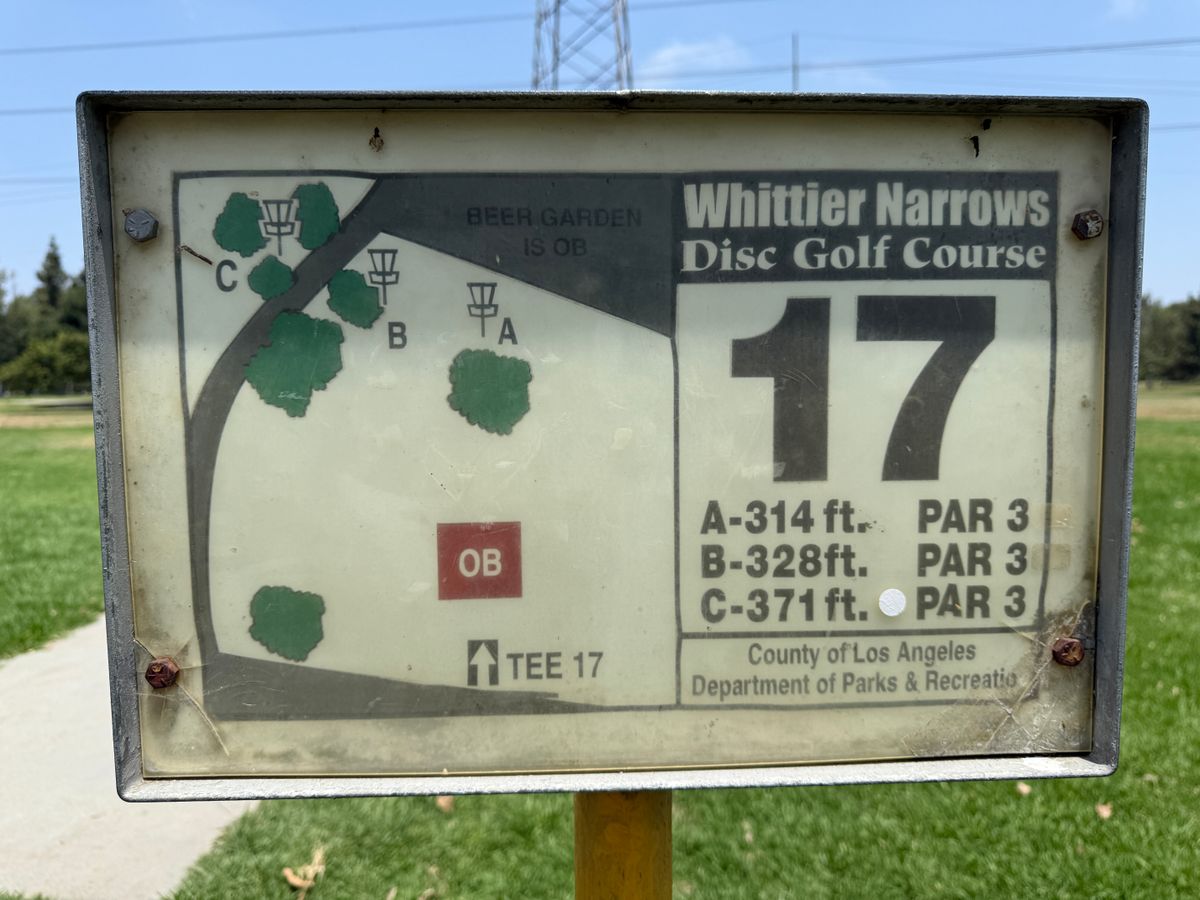 BEER GARDEN
IS OB
C
B
A
OB
TEE 17
Whittier Narrows
Disc Golf Course
17
A-314 ft. PAR 3
B-328ft. PAR 3
C-371 ft. PAR 3
County of Los Angeles
Department of Parks & Recreatio